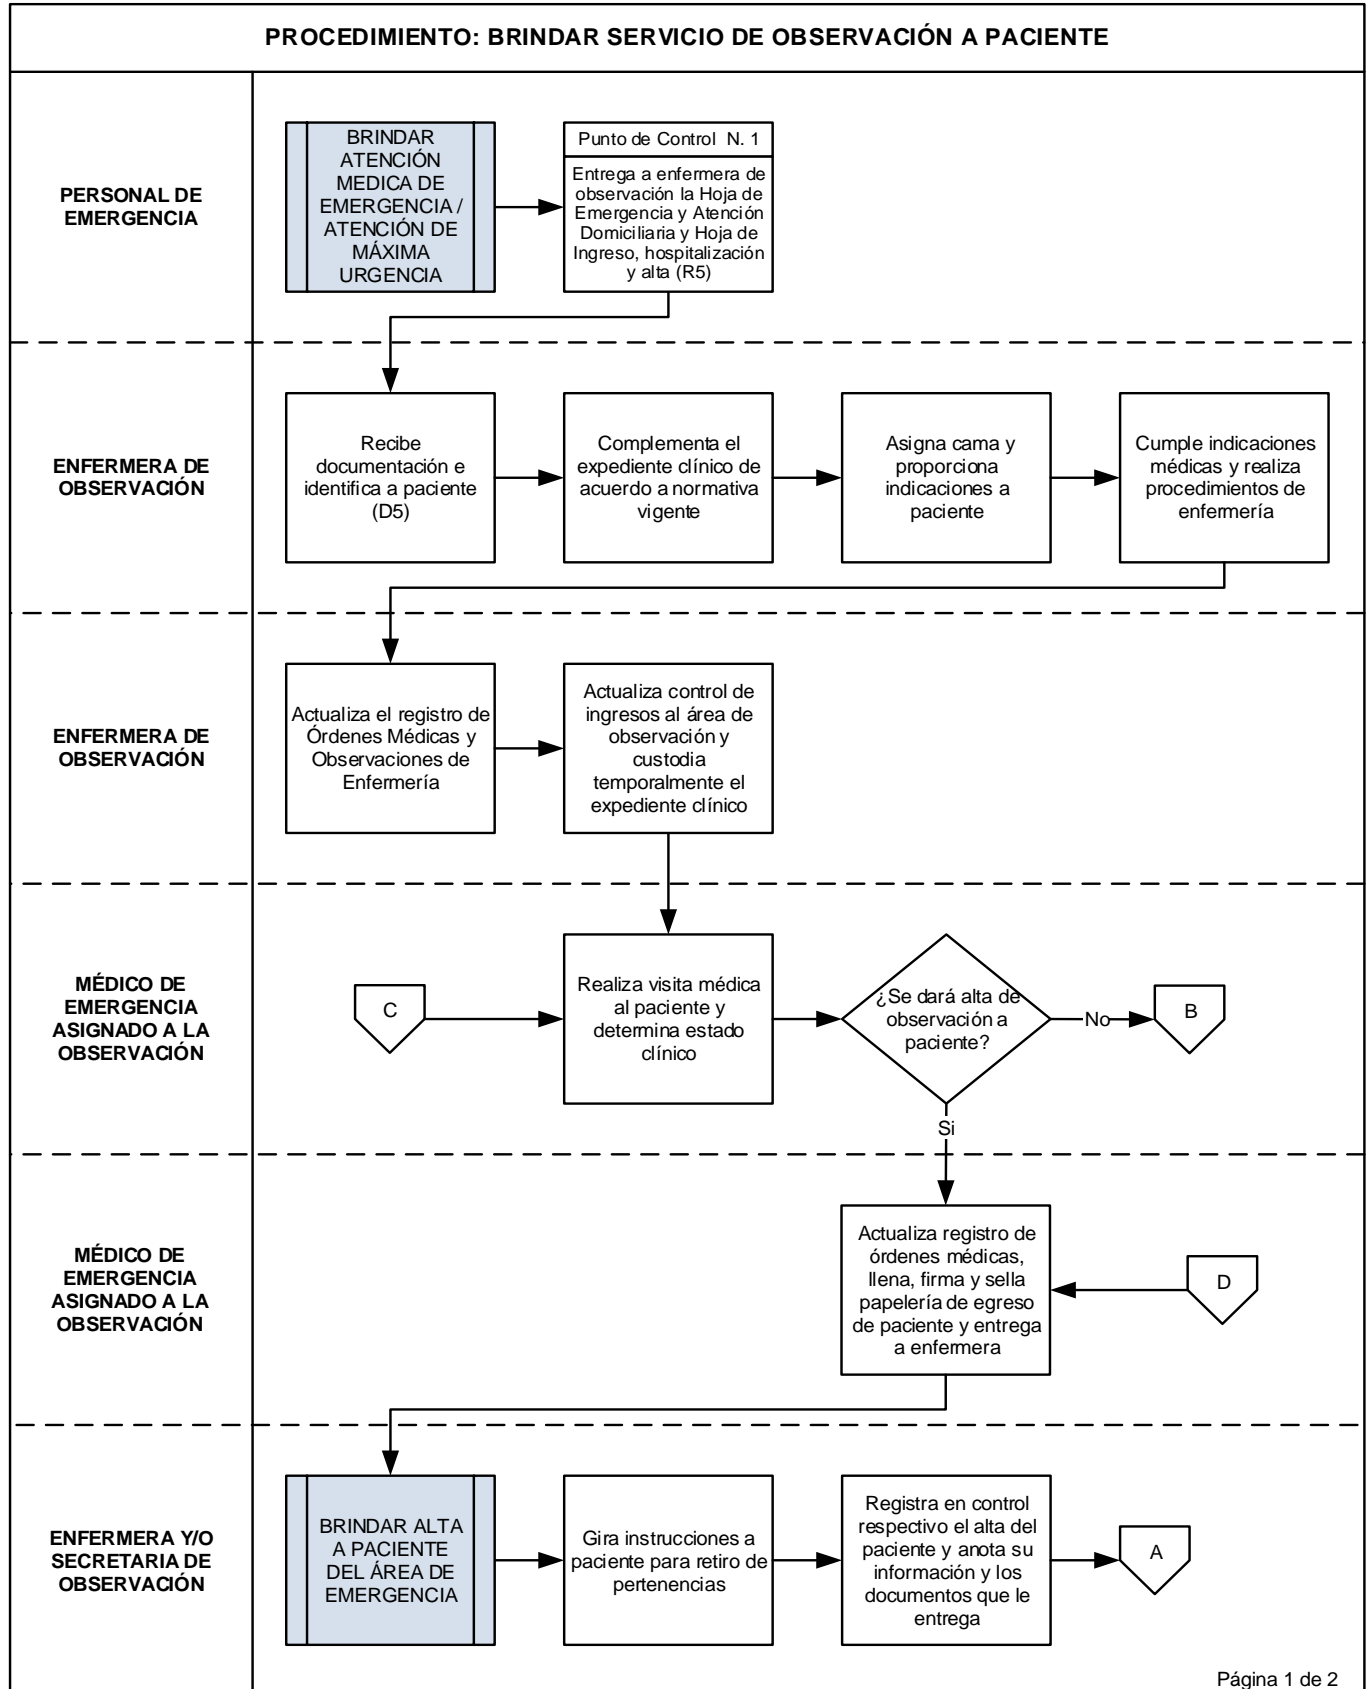 PROCEDIMIENTO: BRINDAR SERVICIO DE OBSERVACIÓN A PACIENTE
PERSONAL DE
EMERGENCIA
BRINDAR
ATENCIÓN
MEDICA DE
EMERGENCIA /
ATENCIÓN DE
MÁXIMA
URGENCIA
Punto de Control N. 1
Entrega a enfermera de
observación la Hoja de
Emergencia y Atención
Domiciliaria y Hoja de
Ingreso, hospitalización
y alta (R5)
ENFERMERA DE
OBSERVACIÓN
Recibe
documentación e
identifica a paciente
(D5)
Complementa el
expediente clínico de
acuerdo a normativa
vigente
Asigna cama y
proporciona
indicaciones a
paciente
Cumple indicaciones
médicas y realiza
procedimientos de
enfermería
ENFERMERA DE
OBSERVACIÓN
Actualiza el registro de
Órdenes Médicas y
Observaciones de
Enfermería
Actualiza control de
ingresos al área de
observación y
custodia
temporalmente el
expediente clínico
MÉDICO DE
EMERGENCIA
ASIGNADO A LA
OBSERVACIÓN
C
Realiza visita médica
al paciente y
determina estado
clínico
¿Se dará alta de
observación a
paciente?
No
B
Si
MÉDICO DE
EMERGENCIA
ASIGNADO A LA
OBSERVACIÓN
Actualiza registro de
órdenes médicas,
llena, firma y sella
papelería de egreso
de paciente y entrega
a enfermera
D
ENFERMERA Y/O
SECRETARIA DE
OBSERVACIÓN
BRINDAR ALTA
A PACIENTE
DEL ÁREA DE
EMERGENCIA
Gira instrucciones a
paciente para retiro de
pertenencias
Registra en control
respectivo el alta del
paciente y anota su
información y los
documentos que le
entrega
A
Página 1 de 2